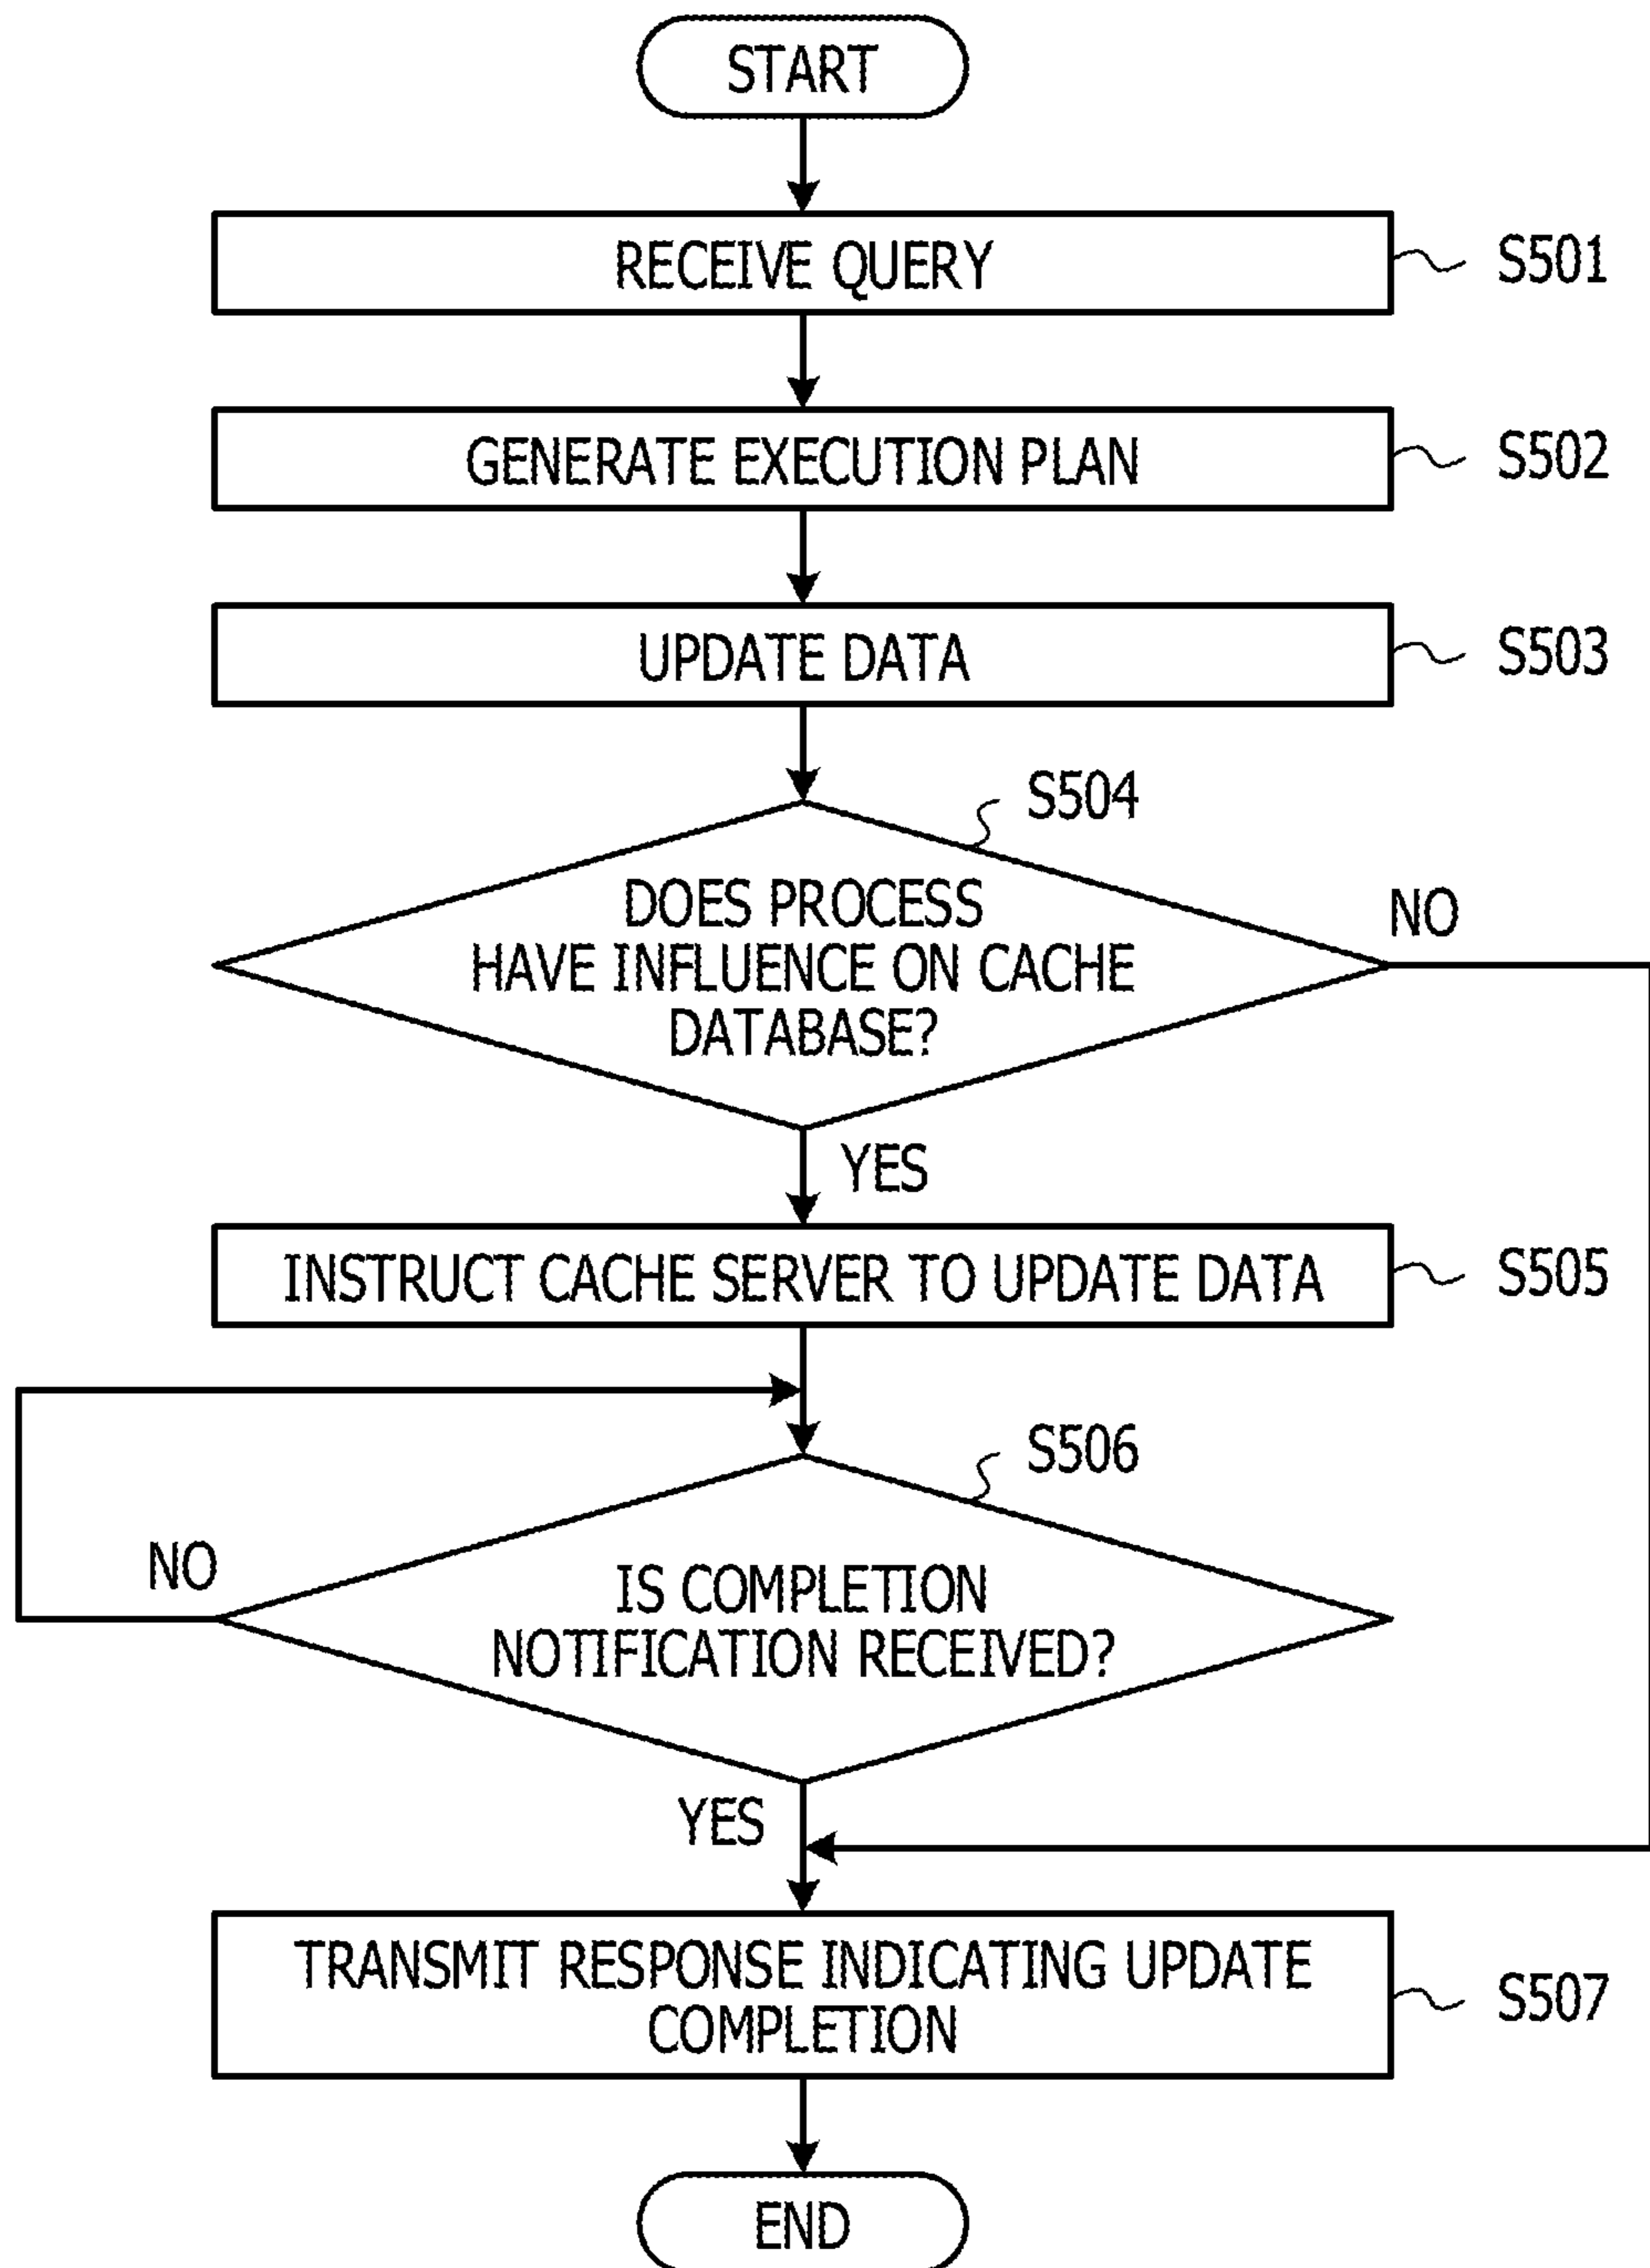 START
RECEIVE QUERY
S501
GENERATE EXECUTION PLAN
S502
UPDATE DATA
S503
S504
DOES PROCESS
HAVE INFLUENCE ON CACHE
DATABASE?
NO
YES
INSTRUCT CACHE SERVER TO UPDATE DATA
S505
S506
NO
IS COMPLETION
NOTIFICATION RECEIVED?
YES
TRANSMIT RESPONSE INDICATING UPDATE
COMPLETION
S507
END